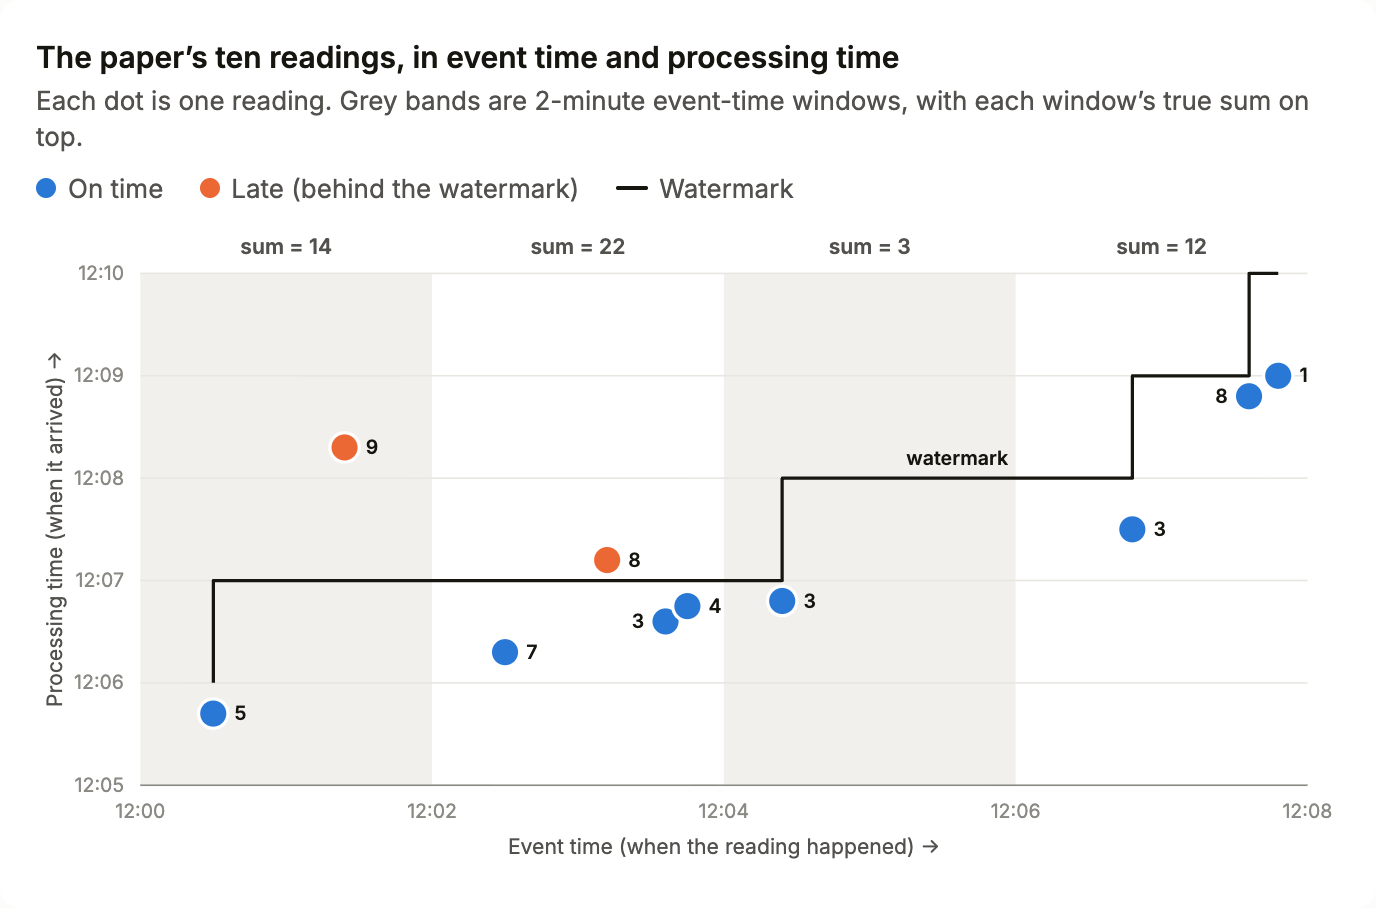 The paper’s ten readings, in event time and processing time
Each dot is one reading. Grey bands are 2-minute event-time windows, with each window’s true sum on
top.
On time
Late (behind the watermark)
Watermark
sum = 14
sum = 22
sum = 3
sum = 12
12:10
12:09
12:08
12:07
12:06
12:05
Processing time (when it arrived) →
1
8
9
watermark
3
8
4
3
3
7
5
12:00
12:02
12:04
12:06
12:08
Event time (when the reading happened) →